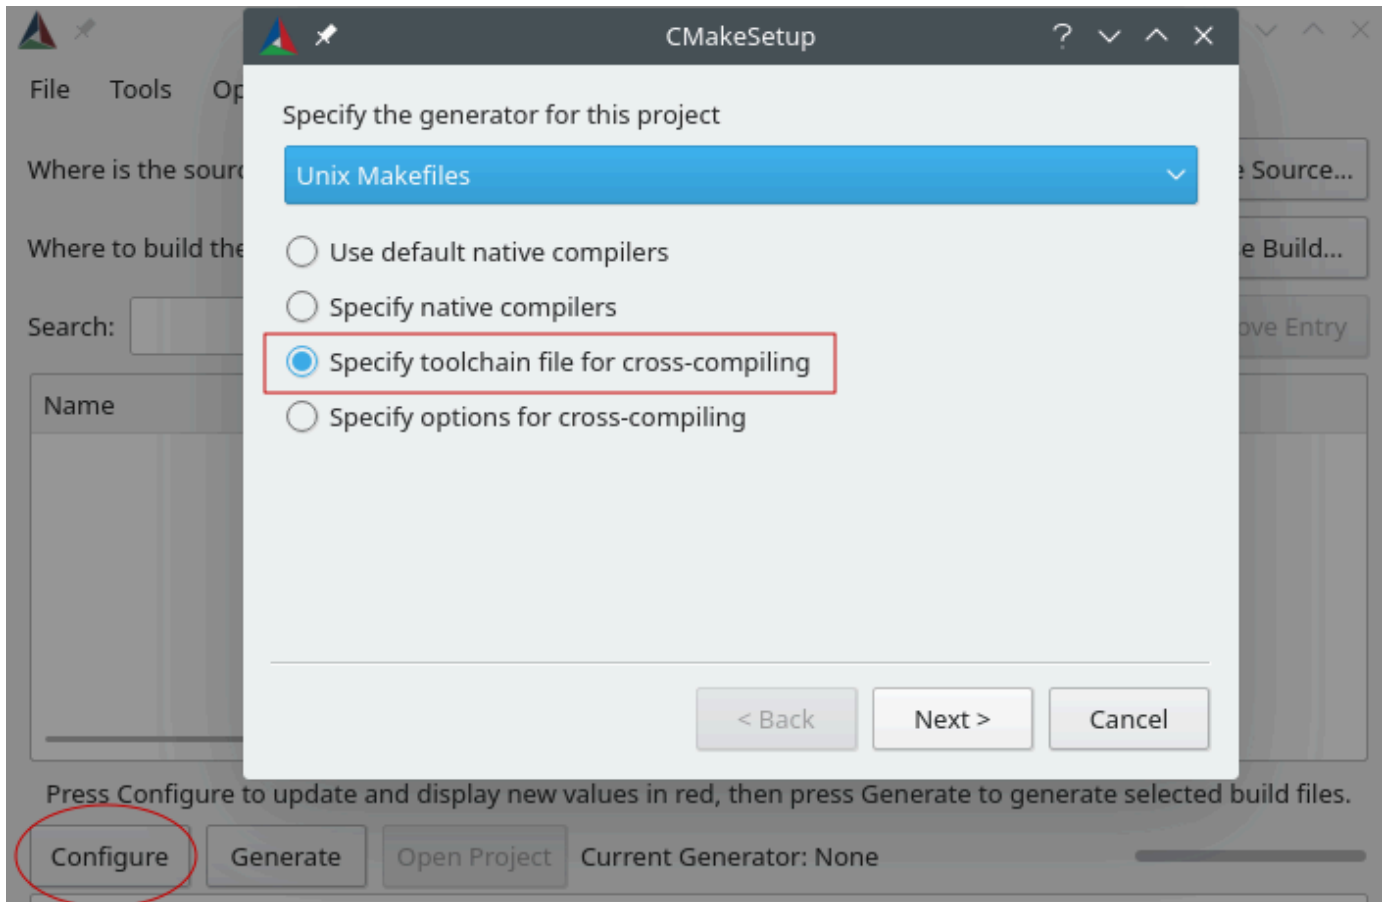 CMakeSetup
File Tools Op
Specify the generator for this project
Where is the sourc
e Source...
Unix Makefiles
Where to build the
e Build...
Use default native compilers
Specify native compilers
Search:
ove Entry
Specify toolchain file for cross-compiling
Name
Specify options for cross-compiling
< Back Next > Cancel
Press Configure to update and display new values in red, then press Generate to generate selected build files.
Configure Generate Open Project Current Generator: None